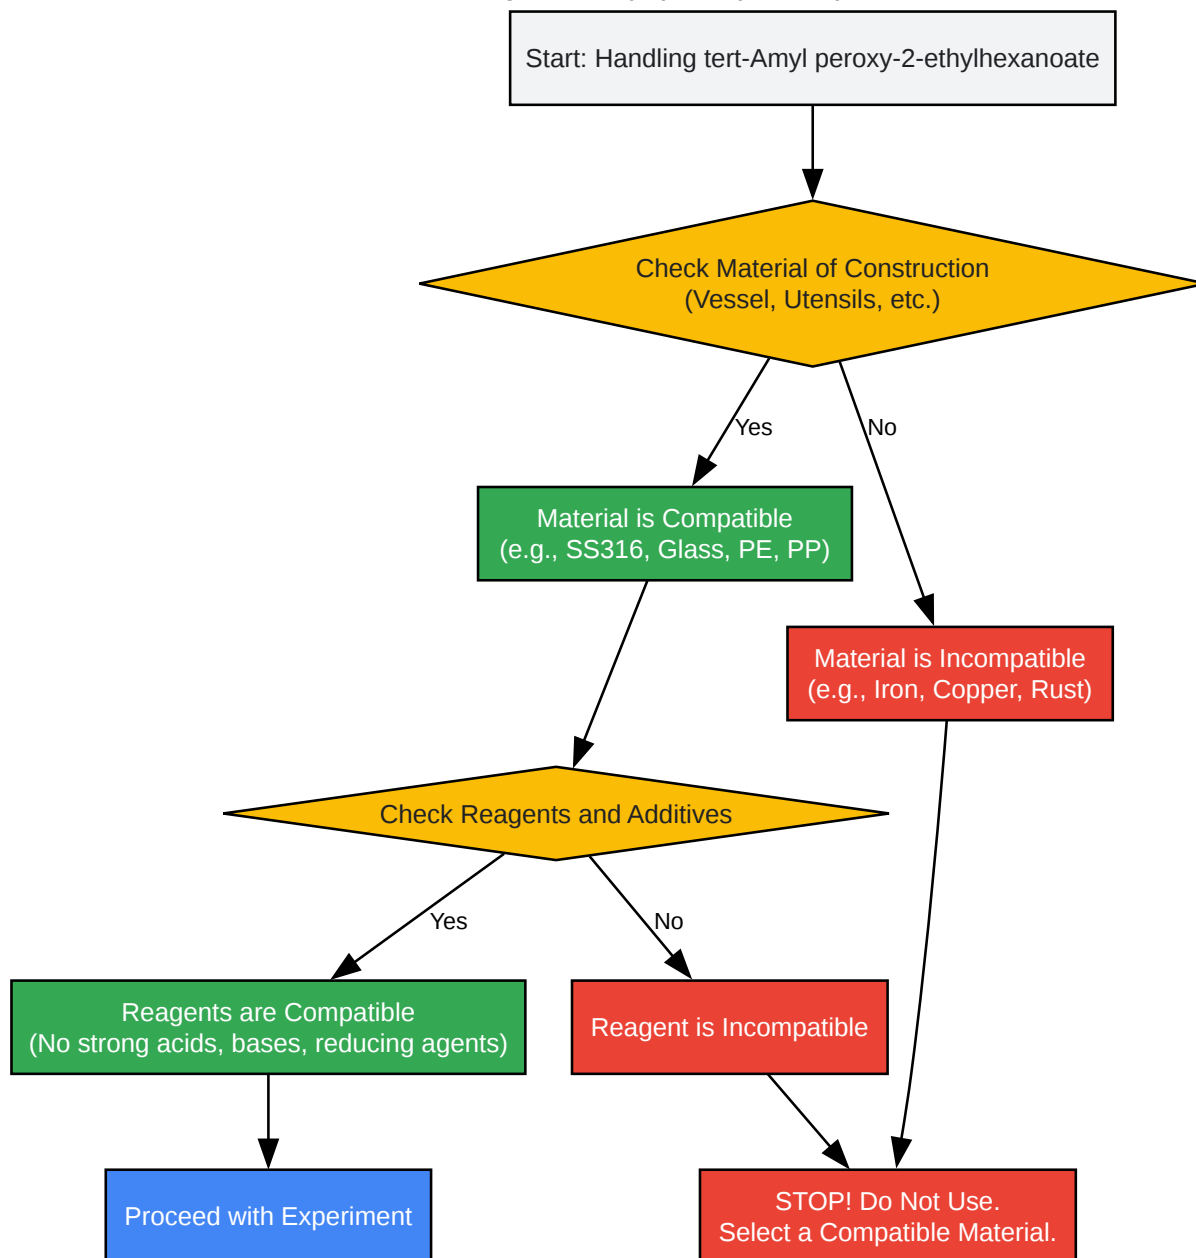 Start: Handling tert-Amyl peroxy-2-ethylhexanoate
Check Material of Construction
(Vessel, Utensils, etc.)
Yes
No
Material is Compatible
(e.g., SS316, Glass, PE, PP)
Material is Incompatible
(e.g., Iron, Copper, Rust)
Check Reagents and Additives
Yes
No
Reagents are Compatible
(No strong acids, bases, reducing agents)
Reagent is Incompatible
Proceed with Experiment
STOP! Do Not Use.
Select a Compatible Material.